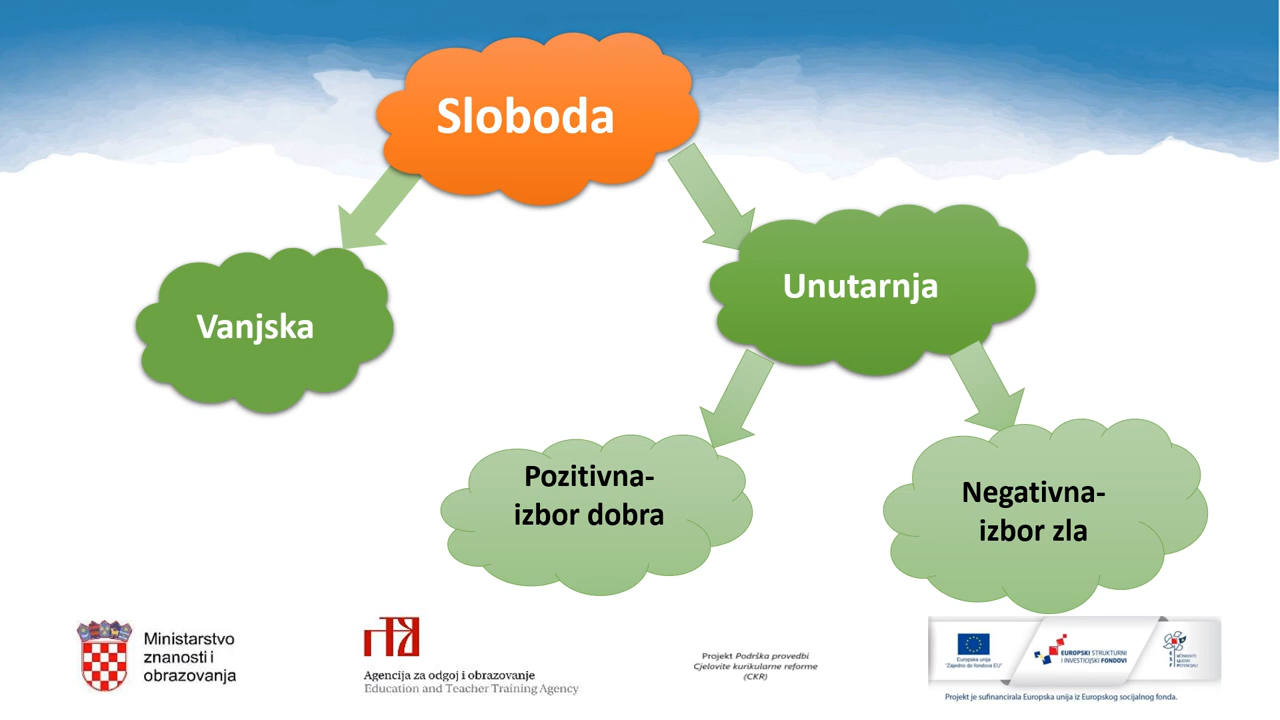 Sloboda
Vanjska
Unutarnja
Pozitivna-
izbor dobra
Negativna-
izbor zla
Ministarstvo
znanosti i
obrazovanja
Agencija za odgoj i obrazovanje
Education and Teacher Training Agency
Projekt Podrška provedbi
Cjelovite kurikularne reforme
(CKR)
Europska unija
"Zajedno do fondova EU"
EUROPSKI STRUKTURNI
I INVESTICIJSKI FONDOVI
Projekt je sufinancirala Europska unija iz Europskog socijalnog fonda.